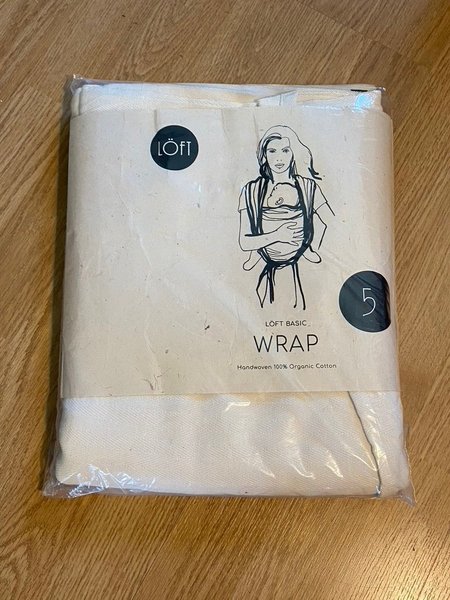 LÖFT
5
LÖFT BASIC
WRAP
Handwoven 100% Organic Cotton